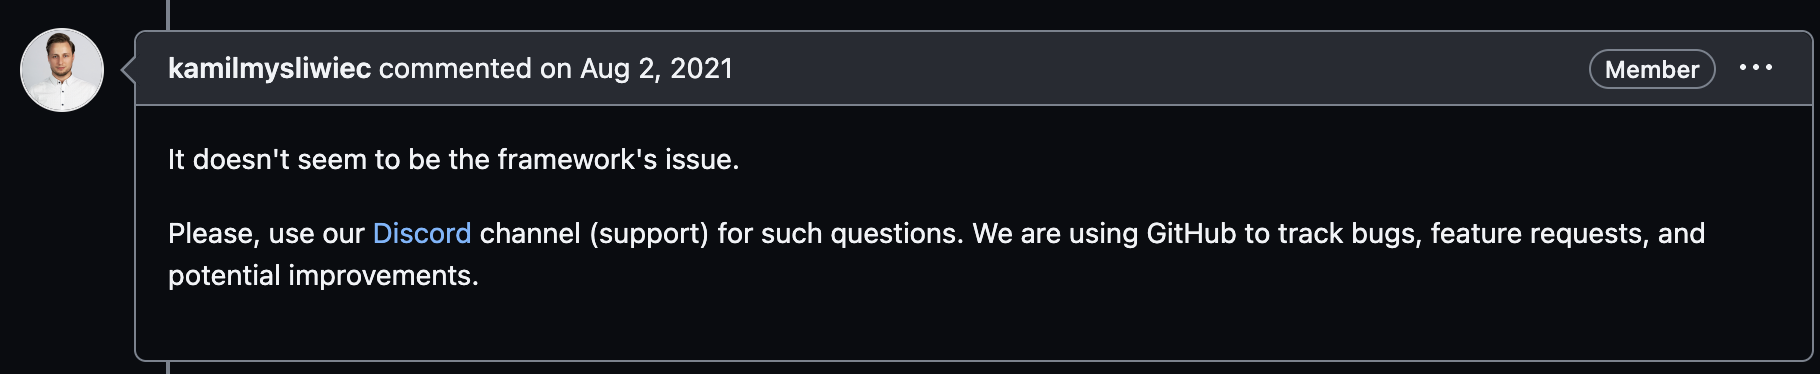 kamilmysliwiec commented on Aug 2, 2021
Member
It doesn't seem to be the framework's issue.
Please, use our Discord channel (support) for such questions. We are using GitHub to track bugs, feature requests, and
potential improvements.